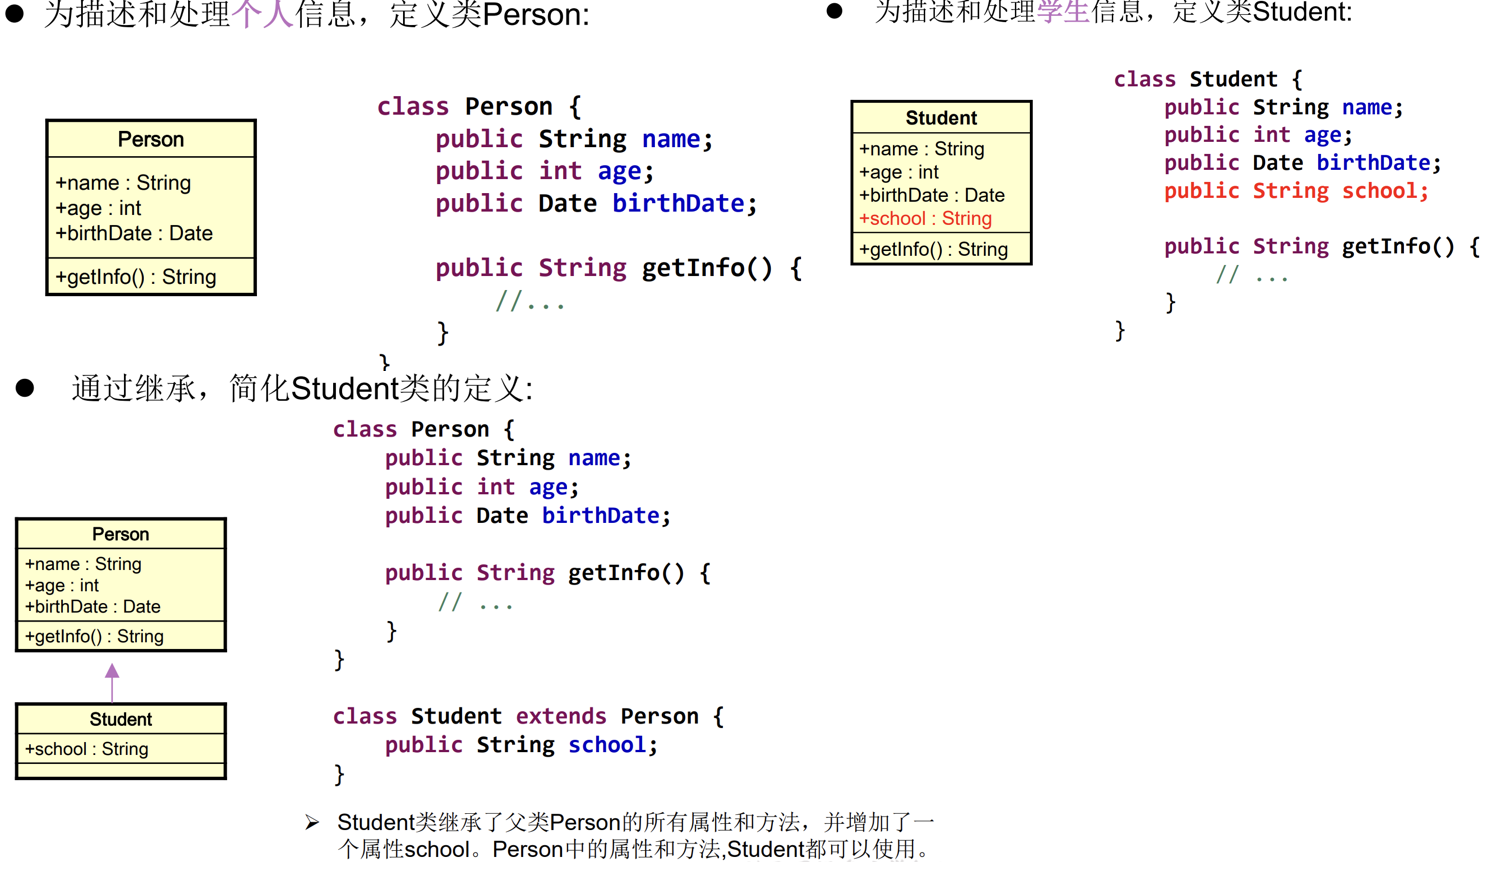 ● 为描述和处理个人信息，定义类Person:
Person
+name : String
+age : int
+birthDate : Date
+getInfo() : String
class Person {
public String name;
public int age;
public Date birthDate;
public String getInfo() {
//...
}
}
● 为描述和处理学生信息，定义类Student:
Student
+name : String
+age : int
+birthDate : Date
+school : String
+getInfo() : String
class Student {
public String name;
public int age;
public Date birthDate;
public String school;
public String getInfo() {
// ...
}
}
● 通过继承，简化Student类的定义:
Person
+name : String
+age : int
+birthDate : Date
+getInfo() : String
Student
+school : String
class Person {
public String name;
public int age;
public Date birthDate;
public String getInfo() {
// ...
}
}
class Student extends Person {
public String school;
}
➢ Student类继承了父类Person的所有属性和方法，并增加了一
个属性school。Person中的属性和方法,Student都可以使用。